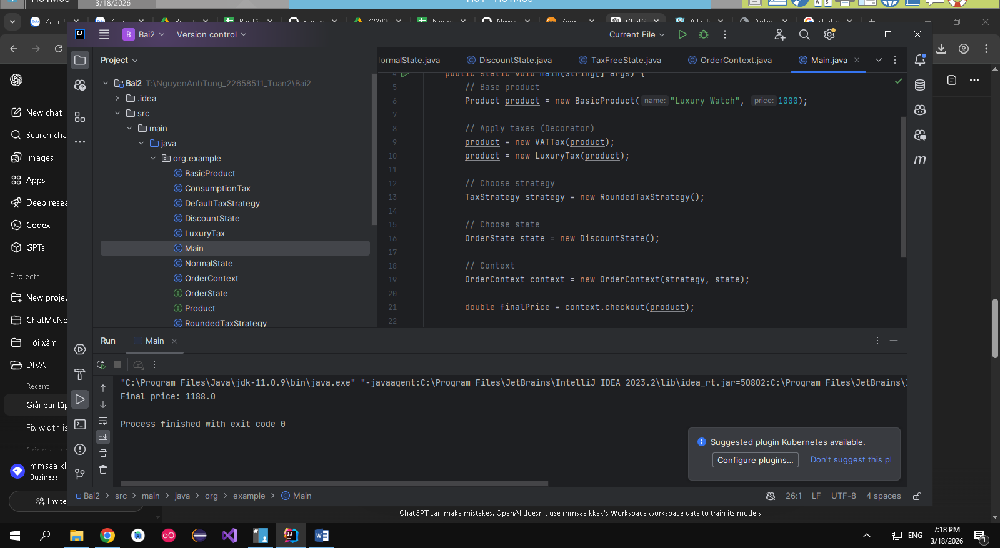 3/18/2026
Zalo
Bai2
Version control
Current File
Project
ormalState.java
DiscountState.java
TaxFreeState.java
OrderContext.java
Main.java
Bai2 T:\NguyenAnhTung_22658511_Tuan2\Bai2
.idea
src
main
java
org.example
BasicProduct
ConsumptionTax
DefaultTaxStrategy
DiscountState
LuxuryTax
Main
NormalState
OrderContext
OrderState
Product
RoundedTaxStrategy
4 public static void main(String[] args) {
5 // Base product
6 Product product = new BasicProduct( name: "Luxury Watch", price: 1000);
7
8 // Apply taxes (Decorator)
9 product = new VATTax(product);
10 product = new LuxuryTax(product);
11
12 // Choose strategy
13 TaxStrategy strategy = new RoundedTaxStrategy();
14
15 // Choose state
16 OrderState state = new DiscountState();
17
18 // Context
19 OrderContext context = new OrderContext(strategy, state);
20
21 double finalPrice = context.checkout(product);
22
Run
Main
"C:\Program Files\Java\jdk-11.0.9\bin\java.exe" "-javaagent:C:\Program Files\JetBrains\IntelliJ IDEA 2023.2\lib\idea_rt.jar=50802:C:\Program Files\JetBrains\
Final price: 1188.0
Process finished with exit code 0
Suggested plugin Kubernetes available.
Configure plugins...
Don't suggest this p
Bai2 > src > main > java > org > example > Main
26:1 LF UTF-8 4 spaces
New chat
Search cha
Images
Apps
Deep resea
Codex
GPTs
Projects
New projec
ChatMeNo
Hỏi xàm
DIVA
Recent
Giải bài tập
Fix width is
mmsaa kk
Business
Invite
ChatGPT can make mistakes. OpenAI doesn't use mmsaa kkak's Workspace workspace data to train its models.
ENG
7:18 PM
3/18/2026
1